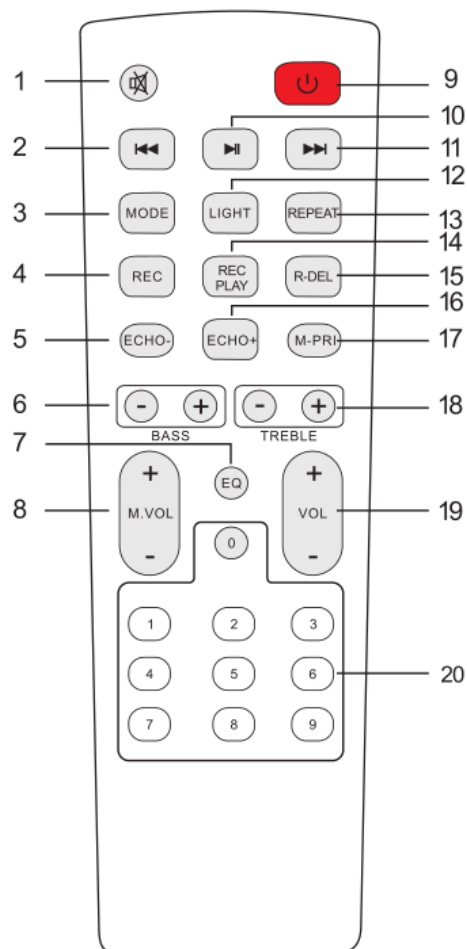 1 9
10
2 11
12
3 MODE LIGHT REPEAT 13
14
4 REC REC PLAY R-DEL 15
16
5 ECHO- ECHO+ M-PRI 17
6 - + - + 18
BASS TREBLE
7 EQ
+ +
8 M.VOL VOL 19
- -
0
1 2 3
4 5 6 20
7 8 9